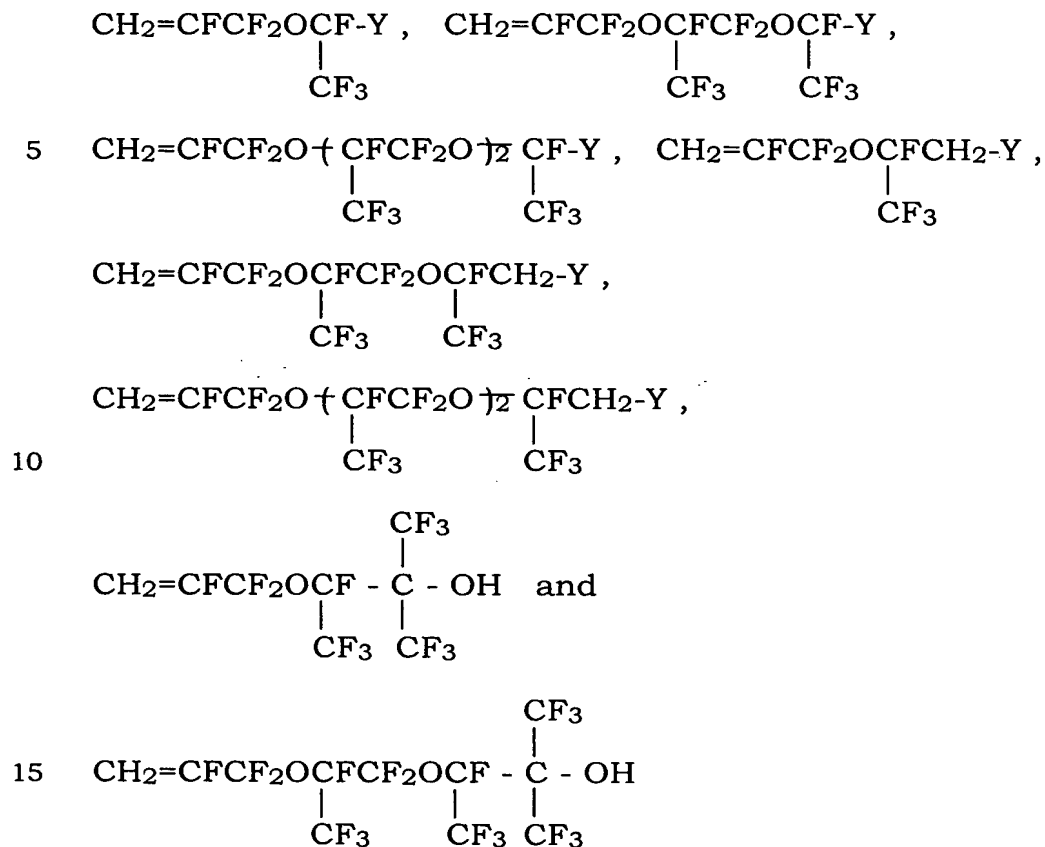 CH2=CFCF2OCF-Y , CH2=CFCF2OCFCF2OCF-Y ,
CF3 CF3 CF3
5 CH2=CFCF2O-(CFCF2O)2-CF-Y , CH2=CFCF2OCFCH2-Y ,
CF3 CF3 CF3
CH2=CFCF2OCFCF2OCFCH2-Y ,
CF3 CF3
CH2=CFCF2O-(CFCF2O)2-CFCH2-Y ,
10 CF3 CF3
CF3
CH2=CFCF2OCF - C - OH and
CF3 CF3
CF3
15 CH2=CFCF2OCFCF2OCF - C - OH
CF3 CF3 CF3